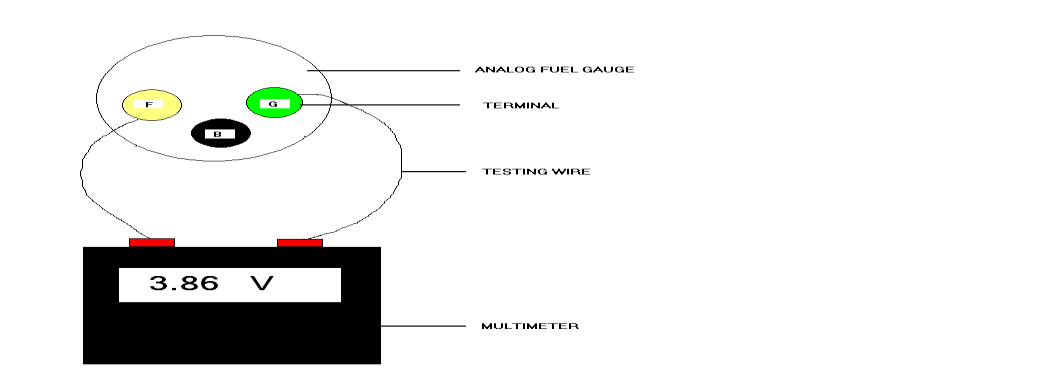 ANALOG FUEL GAUGE
F
G
TERMINAL
B
TESTING WIRE
3.86 V
MULTIMETER